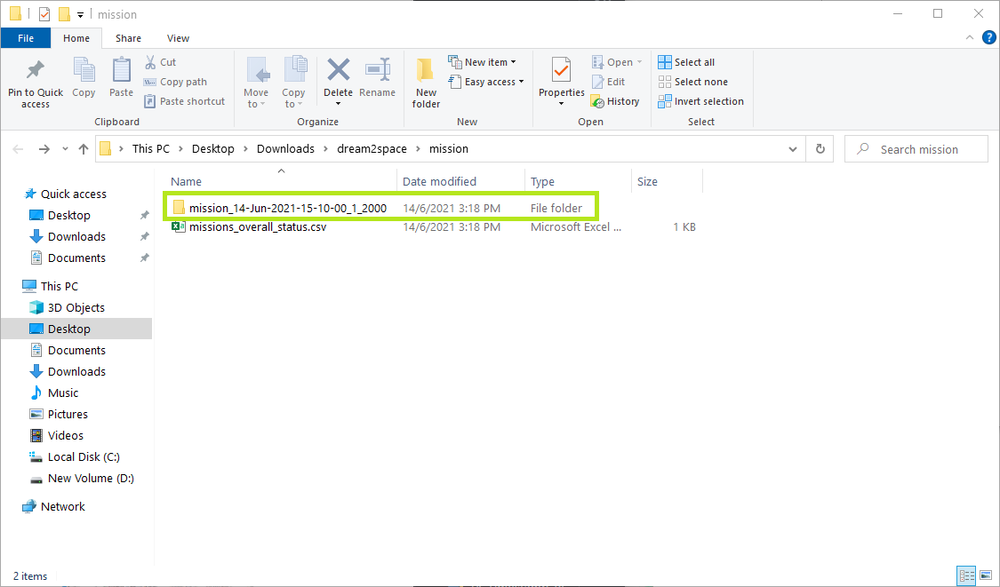 mission
File Home Share View
Pin to Quick access
Copy
Paste
Cut
Copy path
Paste shortcut
Clipboard
Move to
Copy to
Delete
Rename
Organize
New folder
New item
Easy access
New
Properties
Open
Edit
History
Open
Select all
Select none
Invert selection
Select
This PC > Desktop > Downloads > dream2space > mission
Search mission
Name Date modified Type Size
mission_14-Jun-2021-15-10-00_1_2000 14/6/2021 3:18 PM File folder
missions_overall_status.csv 14/6/2021 3:18 PM Microsoft Excel ... 1 KB
Quick access
Desktop
Downloads
Documents
This PC
3D Objects
Desktop
Documents
Downloads
Music
Pictures
Videos
Local Disk (C:)
New Volume (D:)
Network
2 items